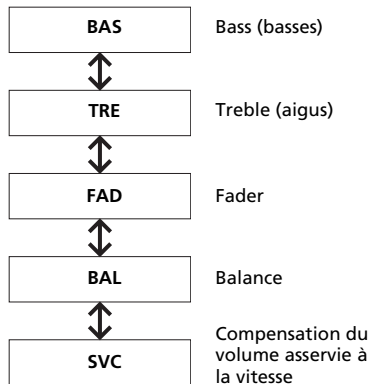 BAS Bass (basses)
TRE Treble (aigus)
FAD Fader
BAL Balance
SVC Compensation du
volume asservie à
la vitesse